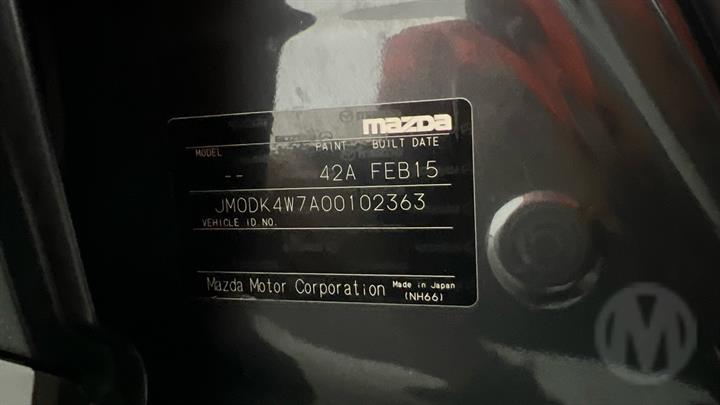 mazda
MODEL PAINT BUILT DATE
-- 42A FEB15
JM0DK4W7A00102363
VEHICLE ID.NO.
Mazda Motor Corporation Made in Japan
(NH66)
M